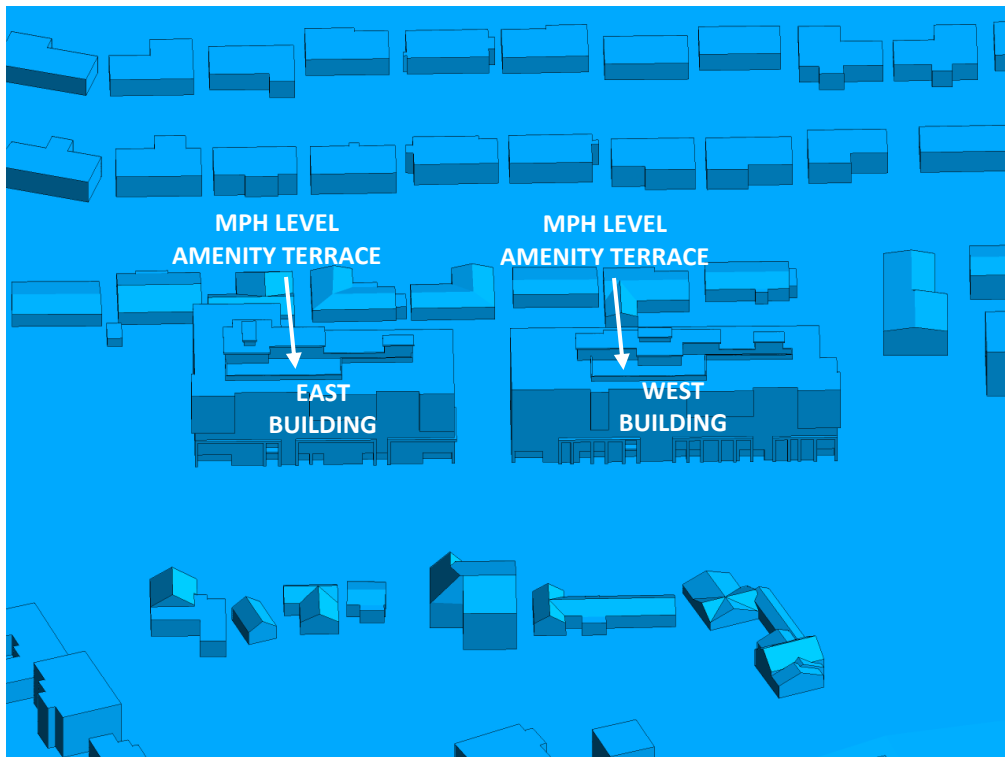 MPH LEVEL
AMENITY TERRACE
MPH LEVEL
AMENITY TERRACE
EAST
BUILDING
WEST
BUILDING